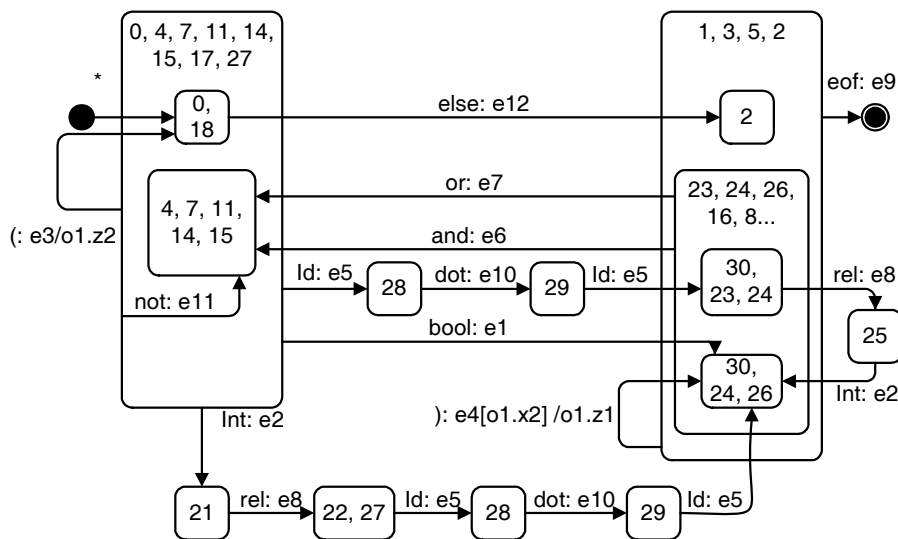 0, 4, 7, 11, 14,
15, 17, 27
1, 3, 5, 2
*
eof: e9
0,
18
else: e12
2
or: e7
23, 24, 26,
16, 8...
4, 7, 11,
14, 15
(: e3/o1.z2
and: e6
Id: e5
28
dot: e10
29
Id: e5
30,
23, 24
rel: e8
not: e11
bool: e1
25
30,
24, 26
Int: e2
Int: e2
): e4[o1.x2] /o1.z1
21
rel: e8
22, 27
Id: e5
28
dot: e10
29
Id: e5